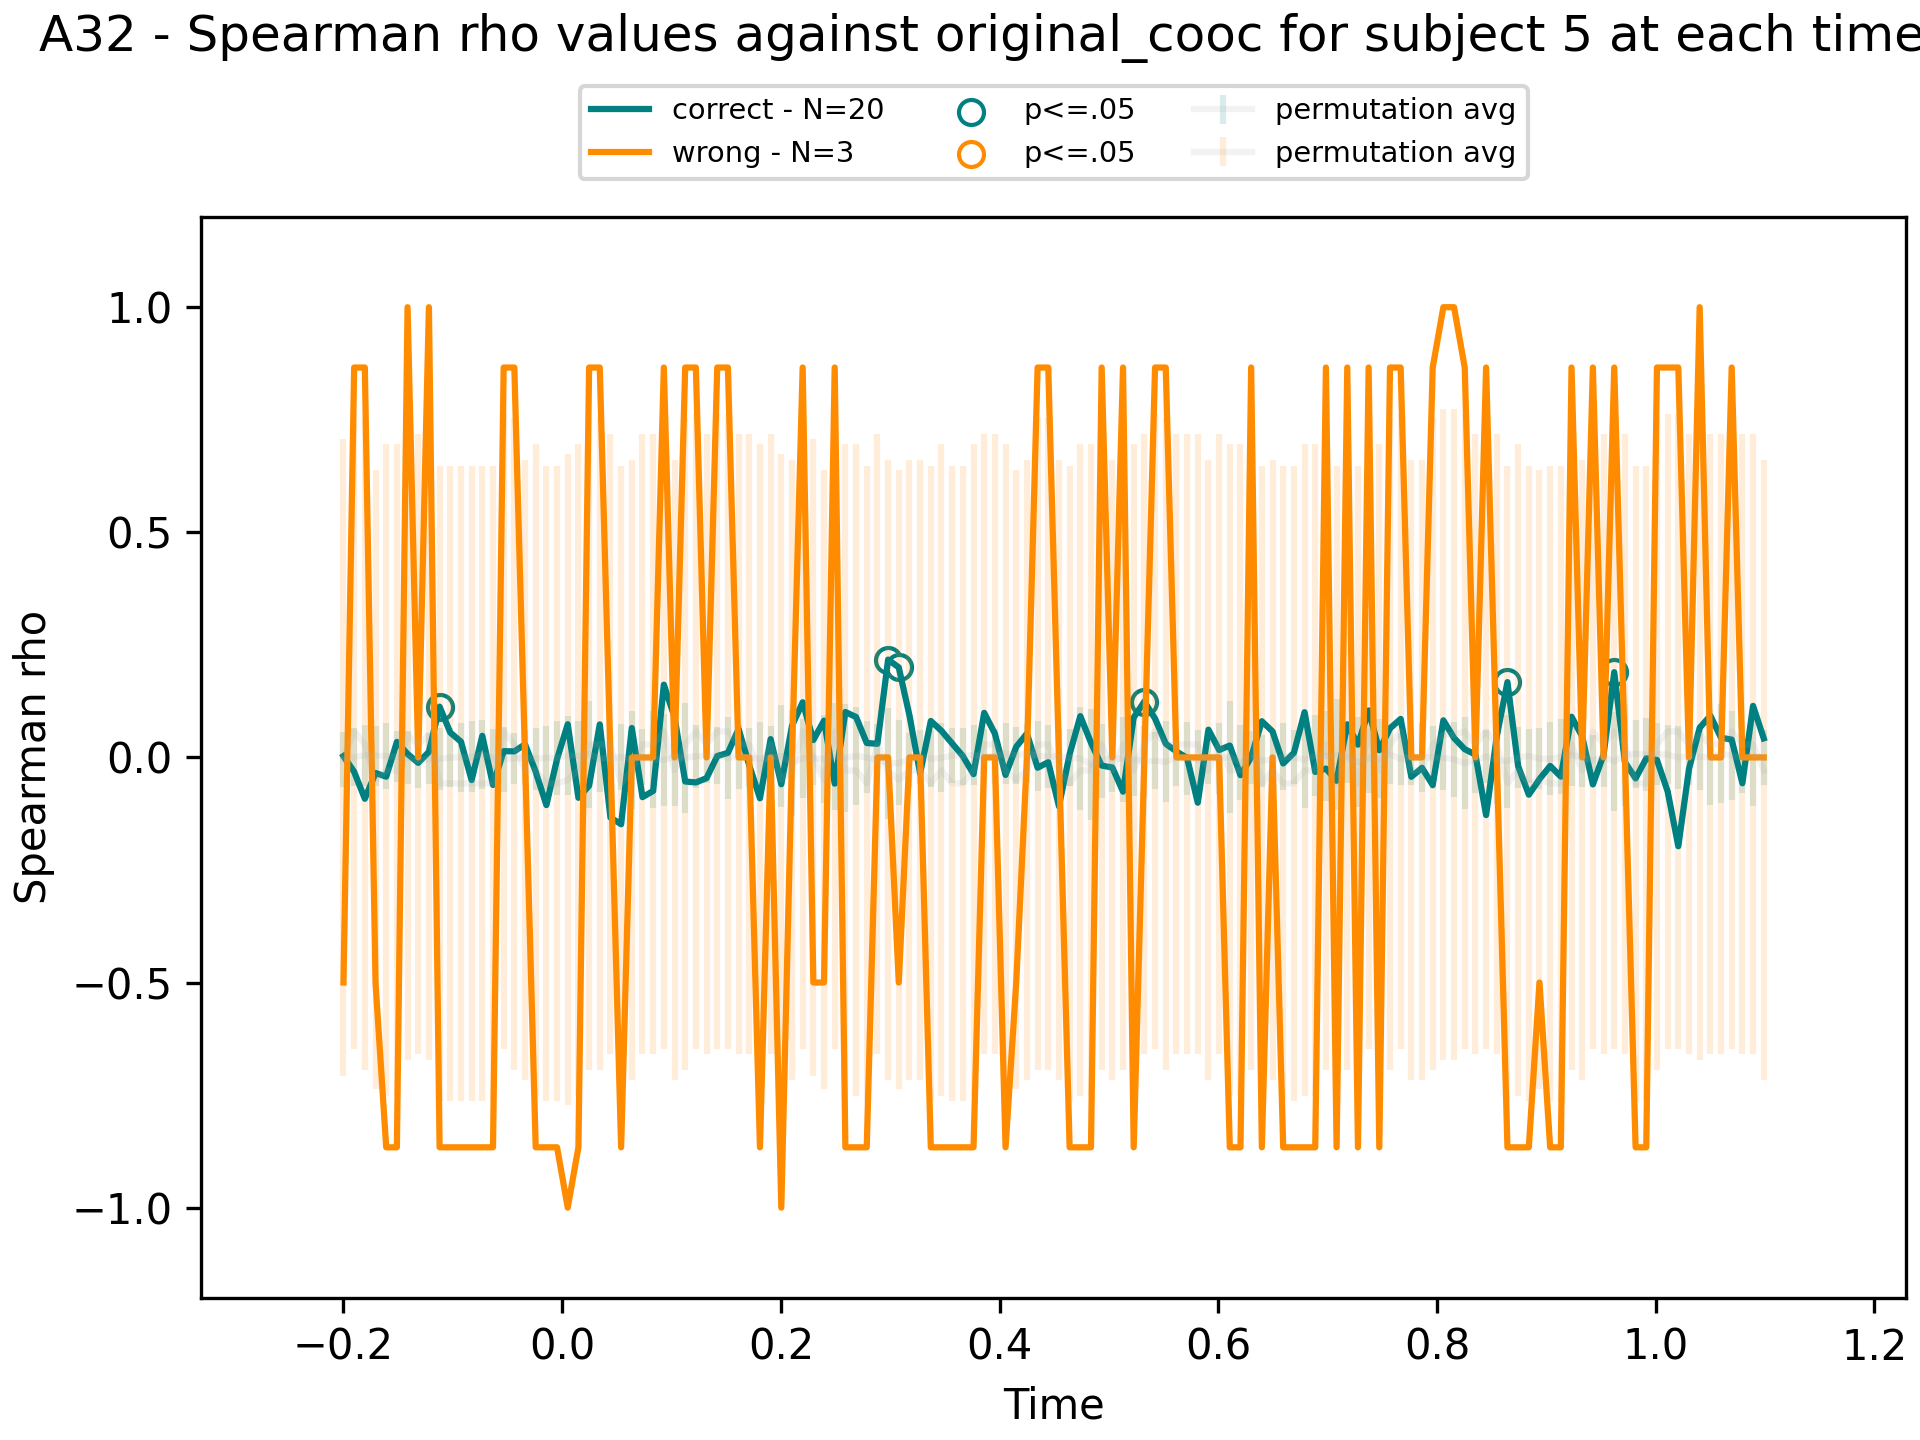 A32 - Spearman rho values against original_cooc for subject 5 at each time
correct - N=20
wrong - N=3
p<=.05
p<=.05
permutation avg
permutation avg
1.0
0.5
0.0
−0.5
−1.0
Spearman rho
−0.2
0.0
0.2
0.4
0.6
0.8
1.0
1.2
Time